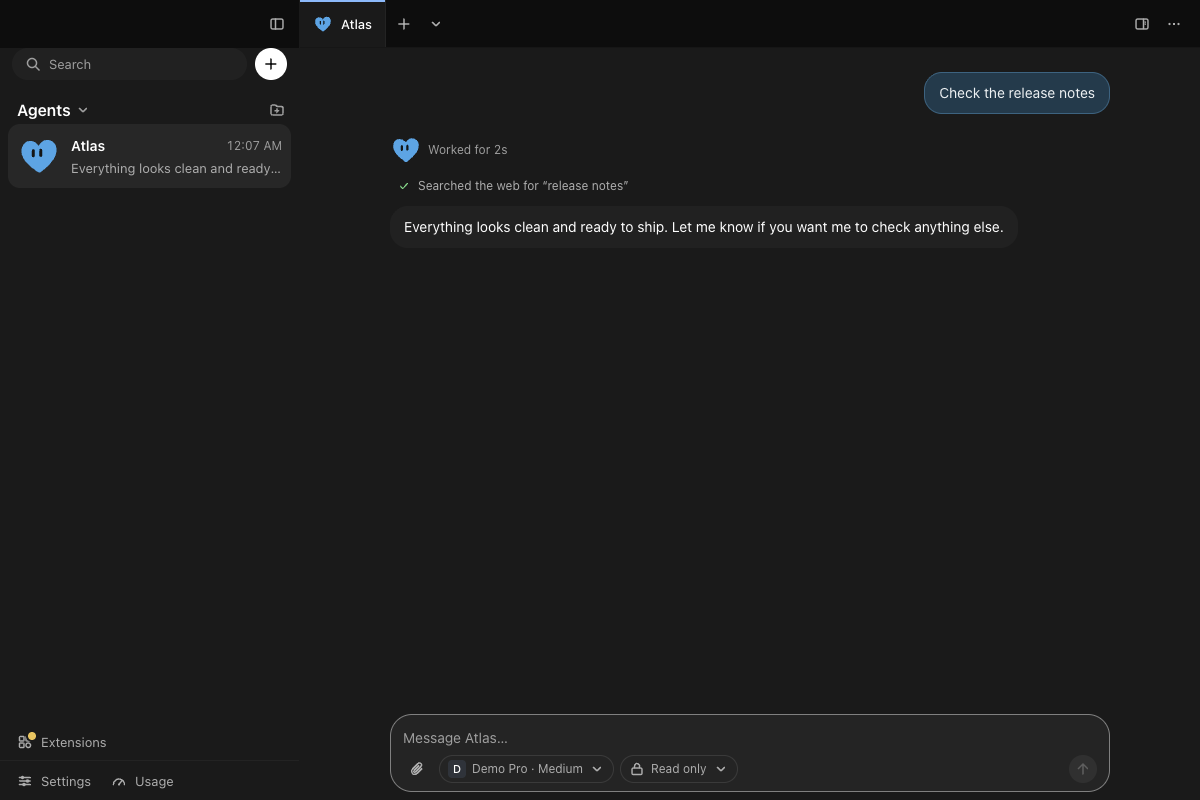 Atlas
Search
Agents
Atlas
12:07 AM
Everything looks clean and ready...
Check the release notes
Worked for 2s
Searched the web for “release notes”
Everything looks clean and ready to ship. Let me know if you want me to check anything else.
Extensions
Settings
Usage
Message Atlas...
D
Demo Pro · Medium
Read only